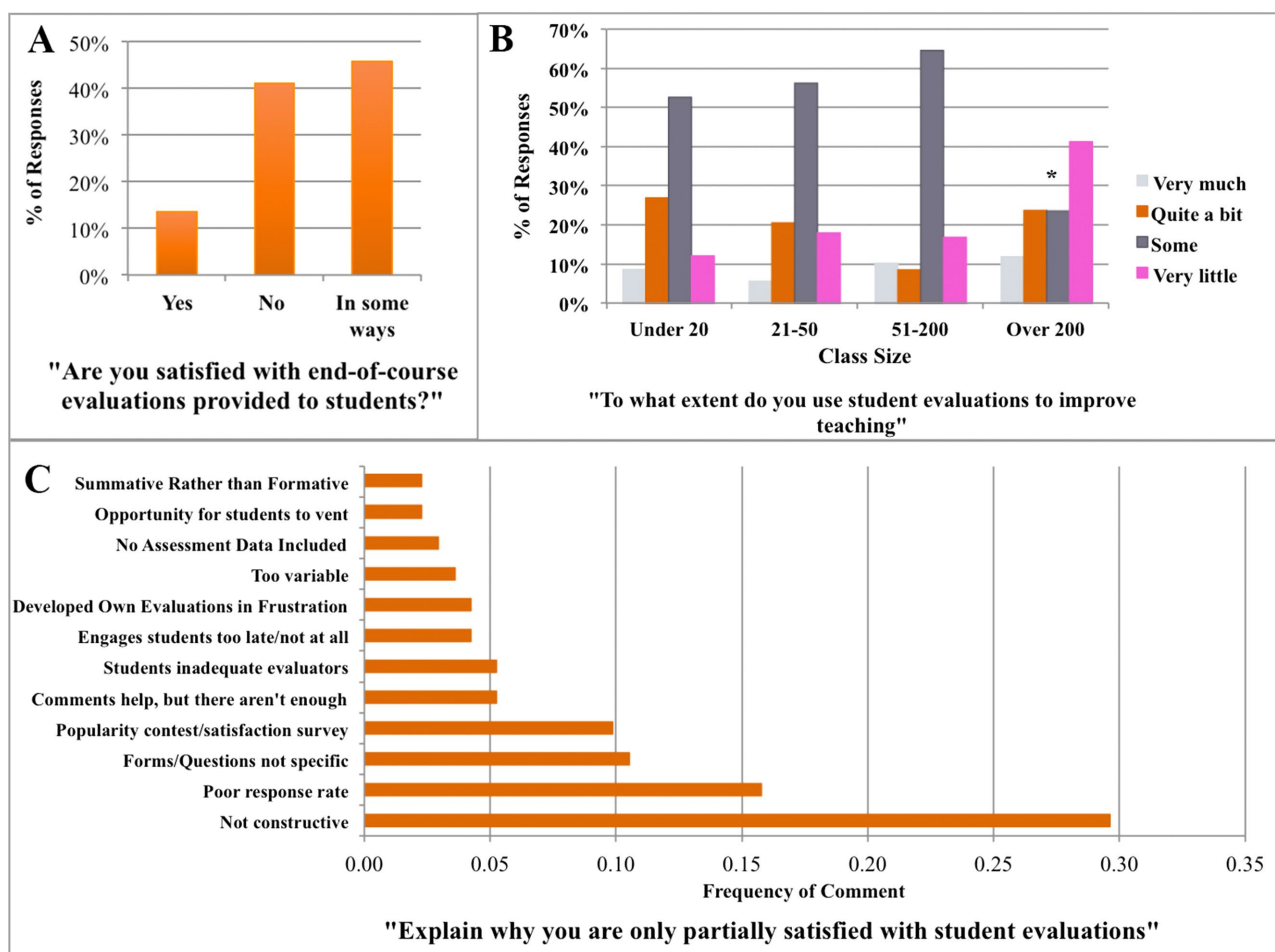 A
50%
40%
30%
20%
10%
0%
% of Responses
Yes
No
In some
ways
"Are you satisfied with end-of-course
evaluations provided to students?"
B
70%
60%
50%
40%
30%
20%
10%
0%
% of Responses
*
Under 20
21-50
51-200
Over 200
Class Size
Very much
Quite a bit
Some
Very little
"To what extent do you use student evaluations to improve
teaching"
C
Summative Rather than Formative
Opportunity for students to vent
No Assessment Data Included
Too variable
Developed Own Evaluations in Frustration
Engages students too late/not at all
Students inadequate evaluators
Comments help, but there aren't enough
Popularity contest/satisfaction survey
Forms/Questions not specific
Poor response rate
Not constructive
0.00 0.05 0.10 0.15 0.20 0.25 0.30 0.35
Frequency of Comment
"Explain why you are only partially satisfied with student evaluations"